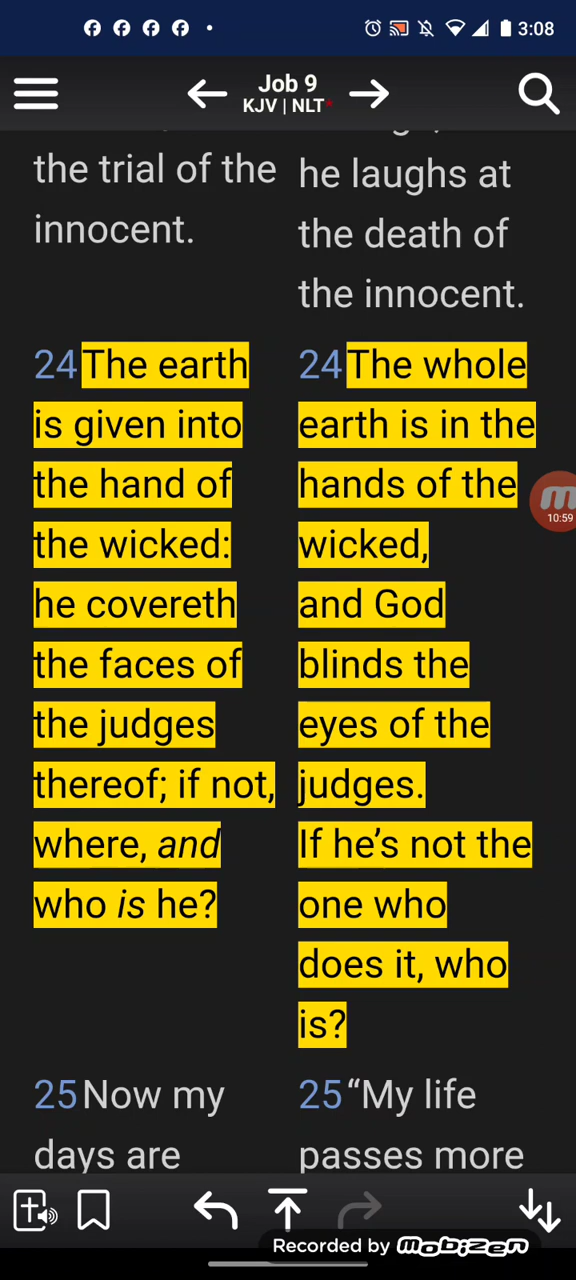 3:08
Job 9
KJV | NLT*
the trial of the
innocent.
he laughs at
the death of
the innocent.
24 The earth
is given into
the hand of
the wicked:
he covereth
the faces of
the judges
thereof; if not,
where, and
who is he?
24 The whole
earth is in the
hands of the
wicked,
and God
blinds the
eyes of the
judges.
If he’s not the
one who
does it, who
is?
10:59
25 Now my
days are
25 “My life
passes more
Recorded by mobizen